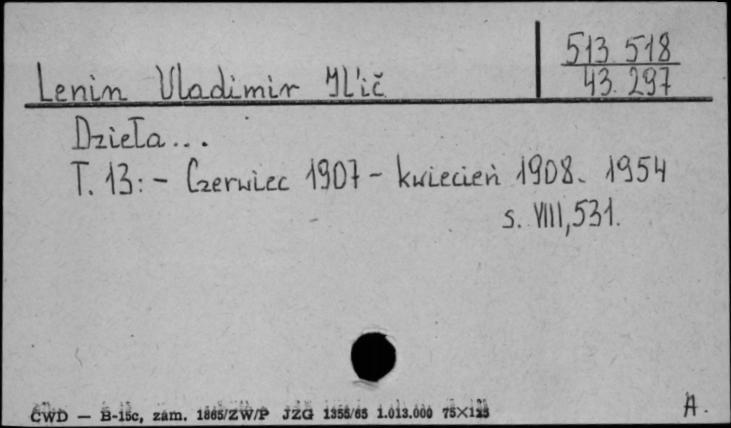 513 518
Lenin Vladimir Il'ič 43.297
Dzieła...
T. 13: - Czerwiec 1907 - kwiecień 1908. 1954
s. VIII, 531.
CWD — B-15c, zam. 1865/ZW/P JZG 1355/65 1.013.000 75×125
A.